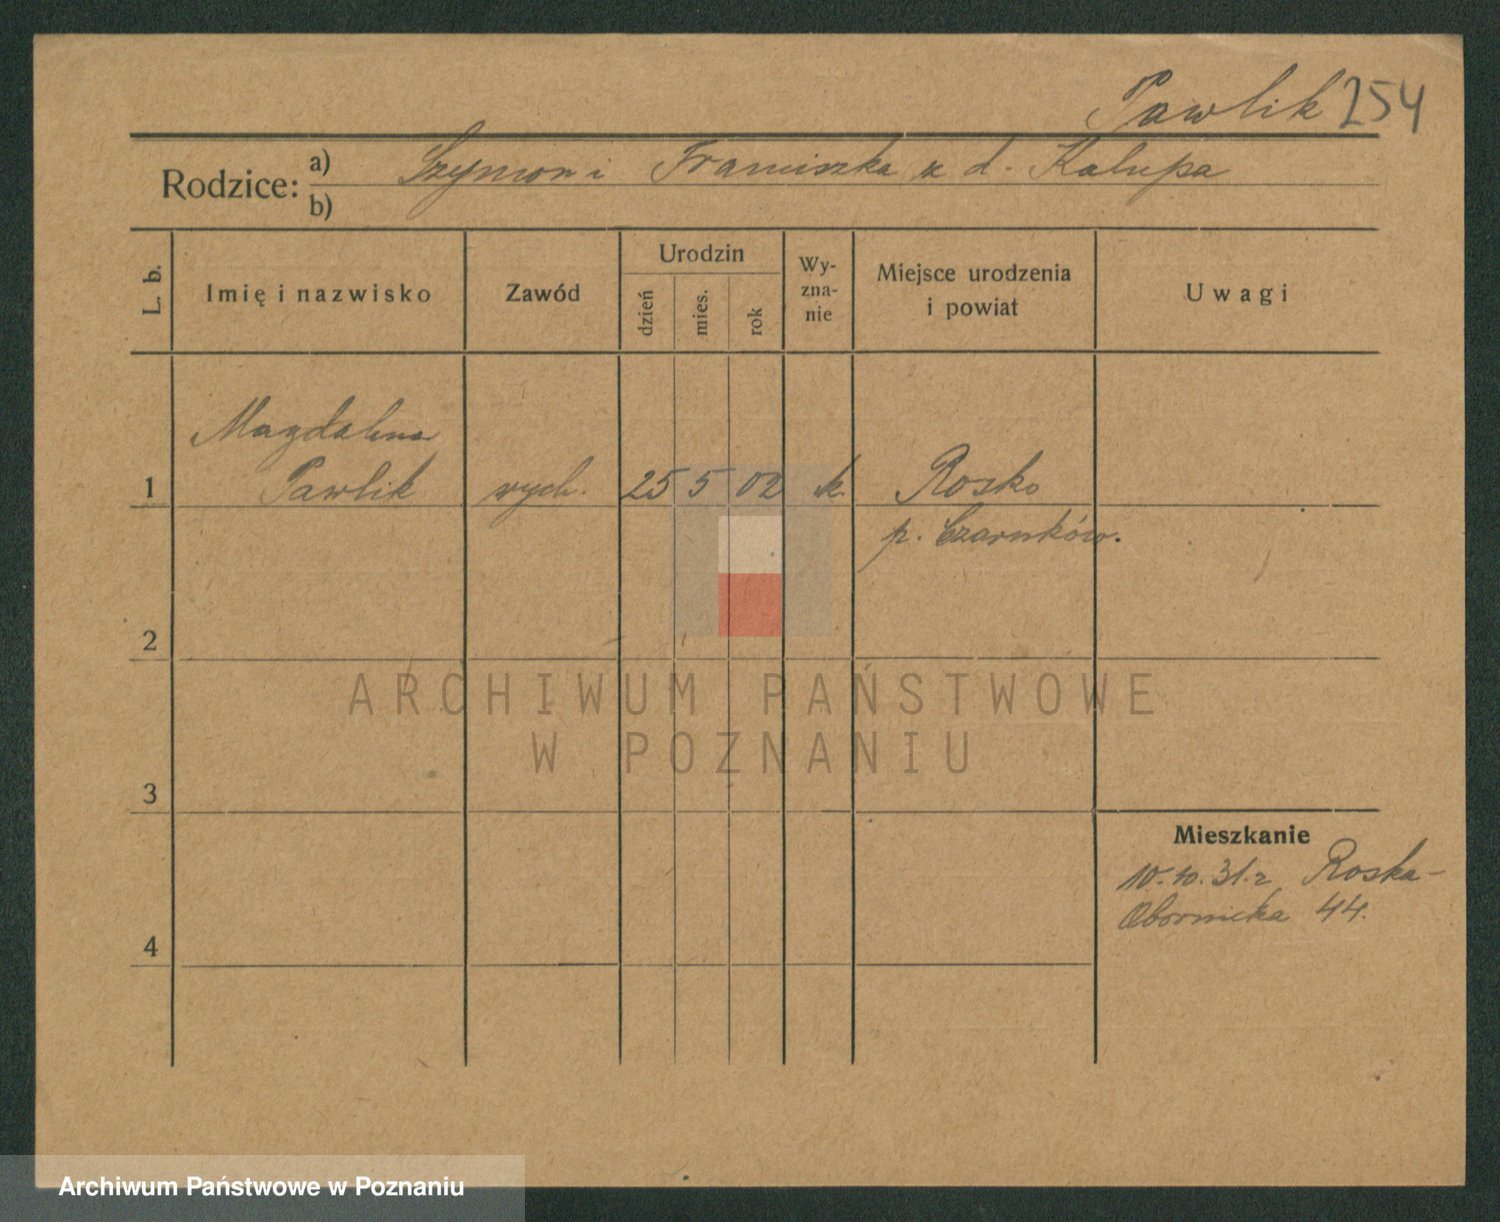 Pawlik 254
Rodzice: a) Szymon i Franciszka z d. Kalupa
b)
L. b.
Imię i nazwisko
Zawód
Urodzin
dzień
mies.
rok
Wy-
zna-
nie
Miejsce urodzenia
i powiat
Uwagi
Magdalena
1 Pawlik wych. 25 5 02 k. Rosko
p. Czarnków.
2
ARCHIWUM PAŃSTWOWE
W POZNANIU
3
Mieszkanie
10.10.31.z Roska-
Obornicka 44.
4
Archiwum Państwowe w Poznaniu